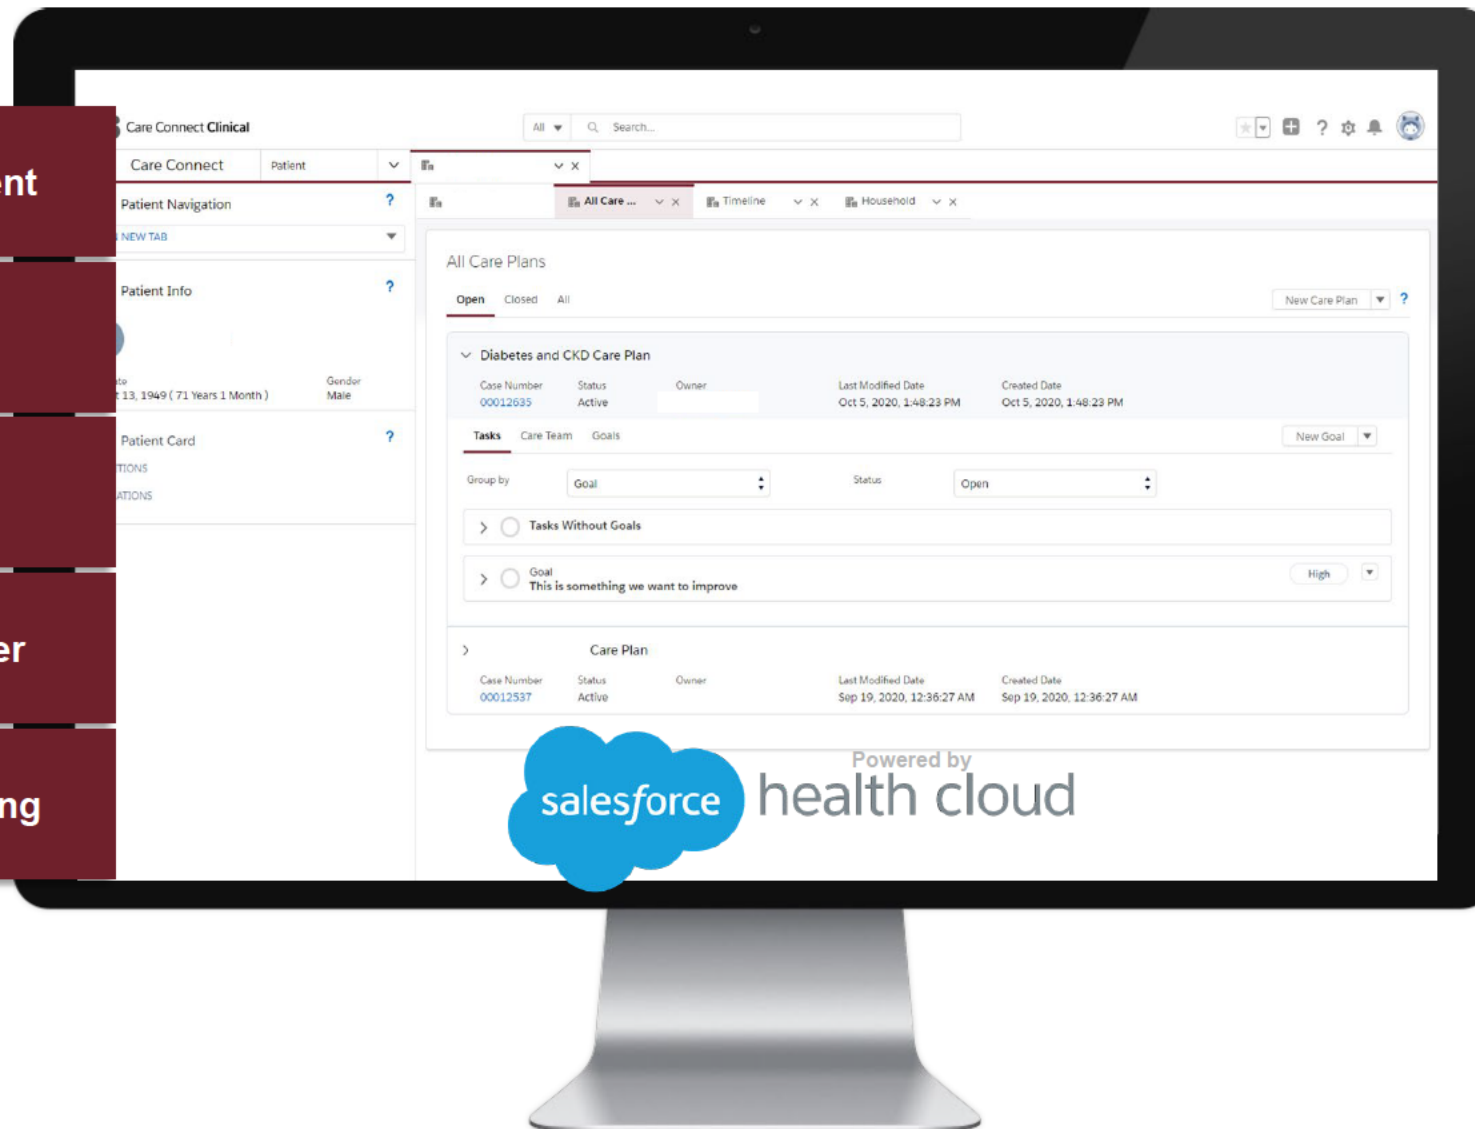 ent
er
ng
Care Connect Clinical
All
Search...
Care Connect
Patient
Patient Navigation
NEW TAB
Patient Info
13, 1949 ( 71 Years 1 Month )
Gender
Male
Patient Card
TIONS
ATIONS
All Care ...
Timeline
Household
All Care Plans
Open Closed All
New Care Plan
Diabetes and CKD Care Plan
Case Number Status Owner Last Modified Date Created Date
00012635 Active Oct 5, 2020, 1:48:23 PM Oct 5, 2020, 1:48:23 PM
Tasks Care Team Goals
New Goal
Group by Goal Status Open
Tasks Without Goals
Goal
This is something we want to improve
High
Care Plan
Case Number Status Owner Last Modified Date Created Date
00012537 Active Sep 19, 2020, 12:36:27 AM Sep 19, 2020, 12:36:27 AM
Powered by
salesforce health cloud